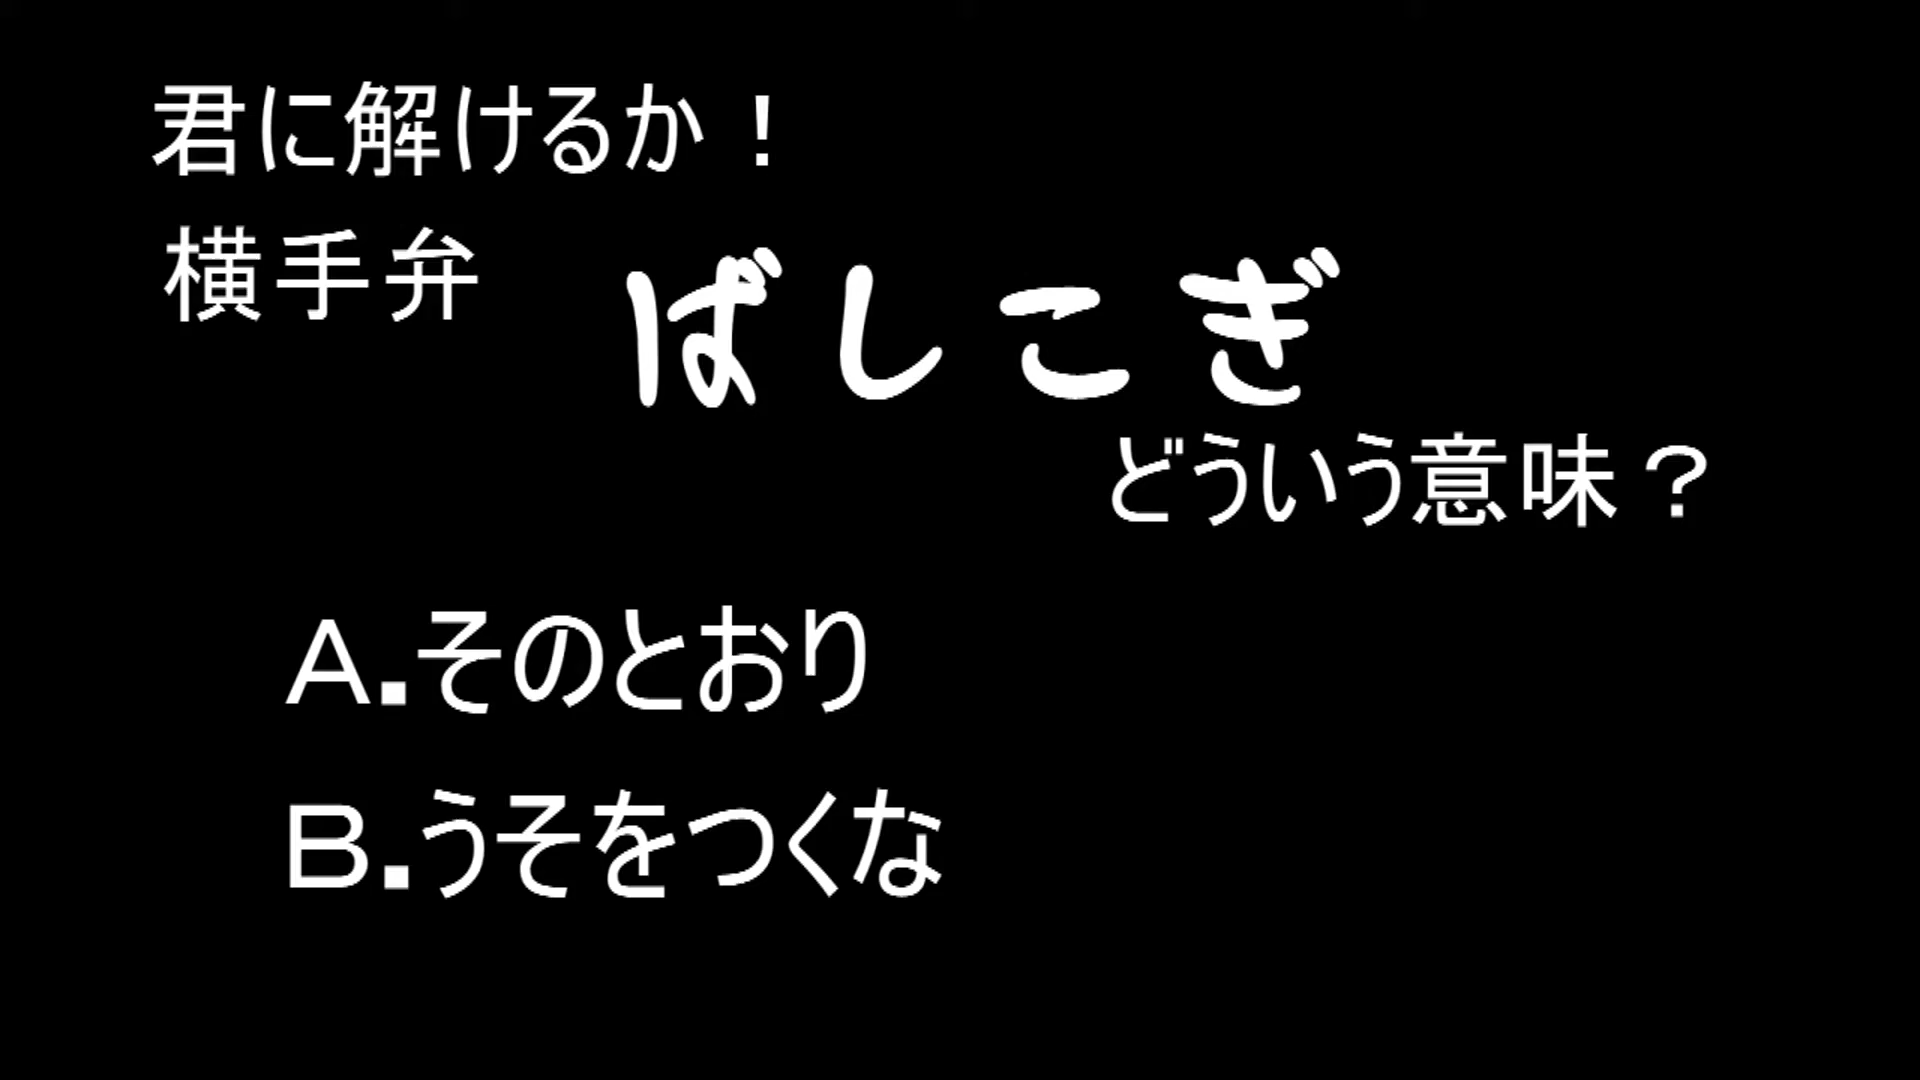 君に解けるか！
横手弁
ばしこぎ
どういう意味？
A.そのとおり
B.うそをつくな